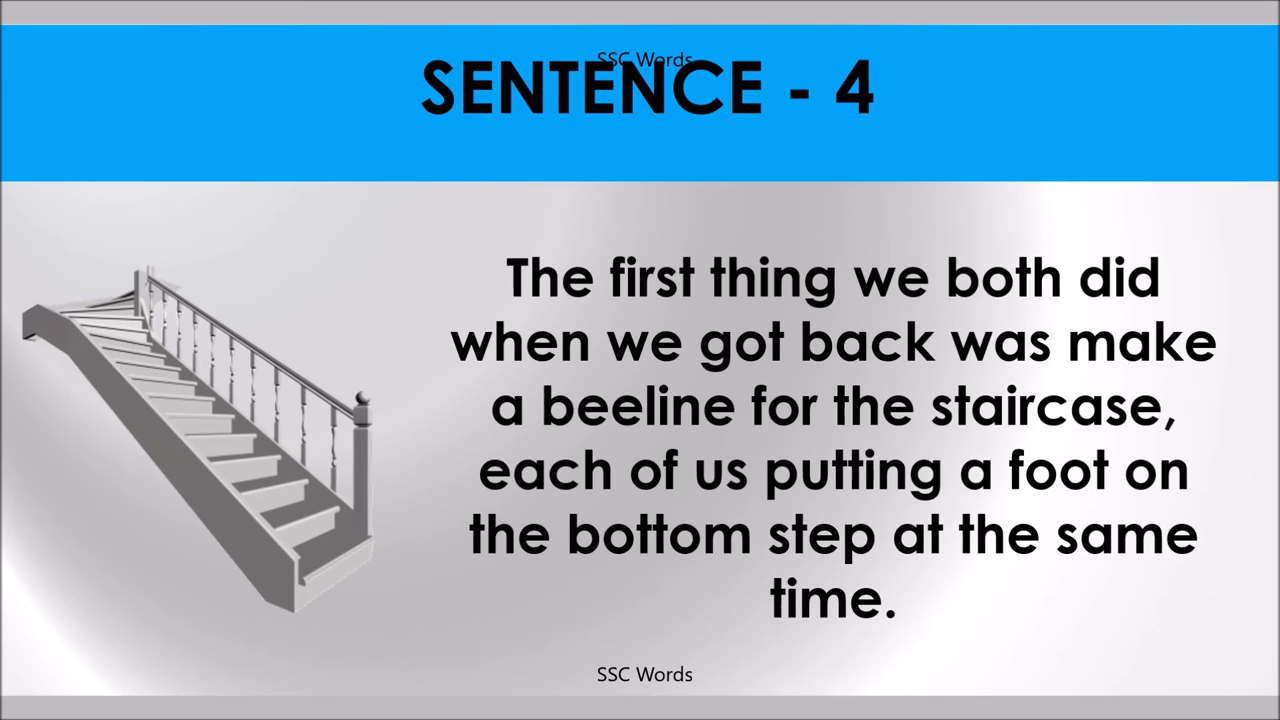 SSC Words
SENTENCE - 4
The first thing we both did
when we got back was make
a beeline for the staircase,
each of us putting a foot on
the bottom step at the same
time.
SSC Words